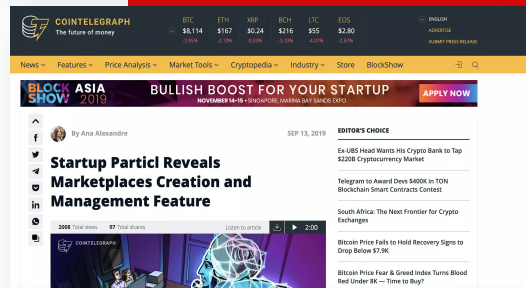 COINTELEGRAPH
The future of money
BTC ETH XRP BCH LTC EOS
$8,114 $167 $0.24 $216 $55 $2.80
-3.95% -2.10% -0.93% -5.33% -4.07% -2.67%
ENGLISH
ADVERTISE
SUBMIT PRESS RELEASE
News Features Price Analysis Market Tools Cryptopedia Industry Store BlockShow
BLOCK SHOW ASIA 2019
BULLISH BOOST FOR YOUR STARTUP
NOVEMBER 14-15 • SINGAPORE, MARINA BAY SANDS EXPO
APPLY NOW
By Ana Alexandre SEP 13, 2019
Startup Particl Reveals
Marketplaces Creation and
Management Feature
2008 Total views 97 Total shares Listen to article 2:00
COINTELEGRAPH
EDITOR'S CHOICE
Ex-UBS Head Wants His Crypto Bank to Tap
$220B Cryptocurrency Market
Telegram to Award Devs $400K in TON
Blockchain Smart Contracts Contest
South Africa: The Next Frontier for Crypto
Exchanges
Bitcoin Price Fails to Hold Recovery Signs to
Drop Below $7.9K
Bitcoin Price Fear & Greed Index Turns Blood
Red Under 8K — Time to Buy?